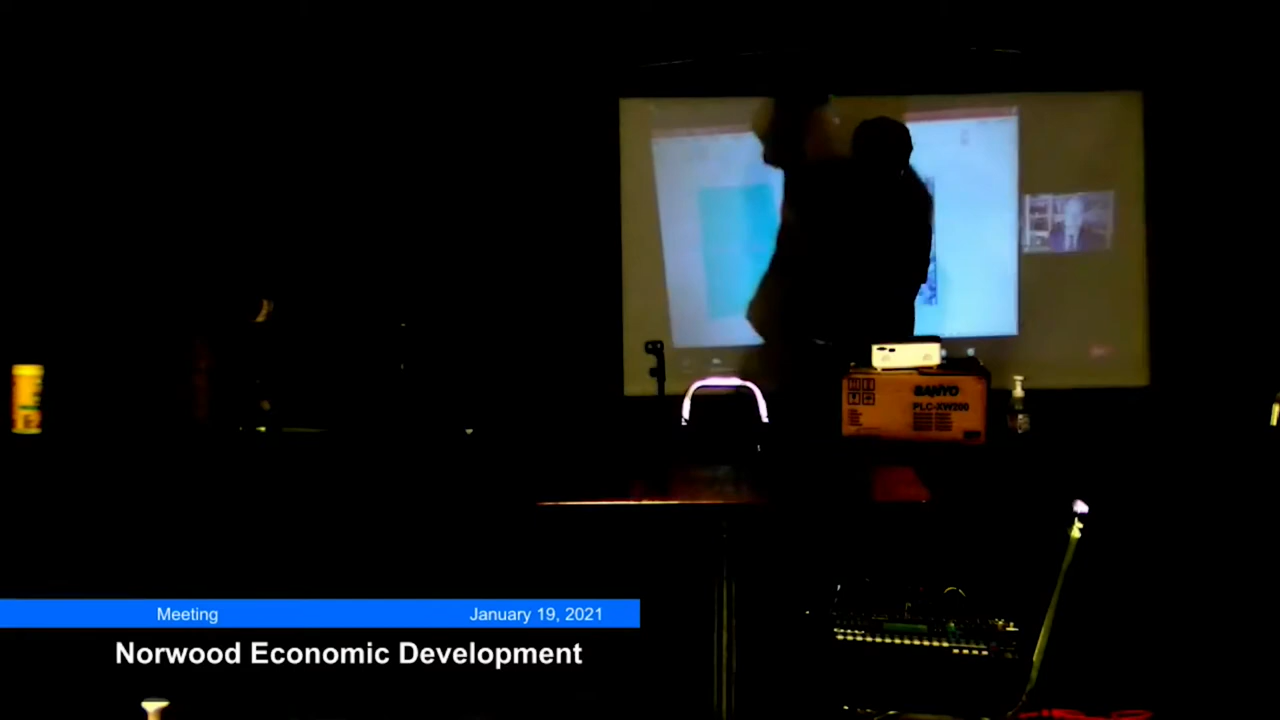 SANYO
PLC-XW200
Meeting
January 19, 2021
Norwood Economic Development